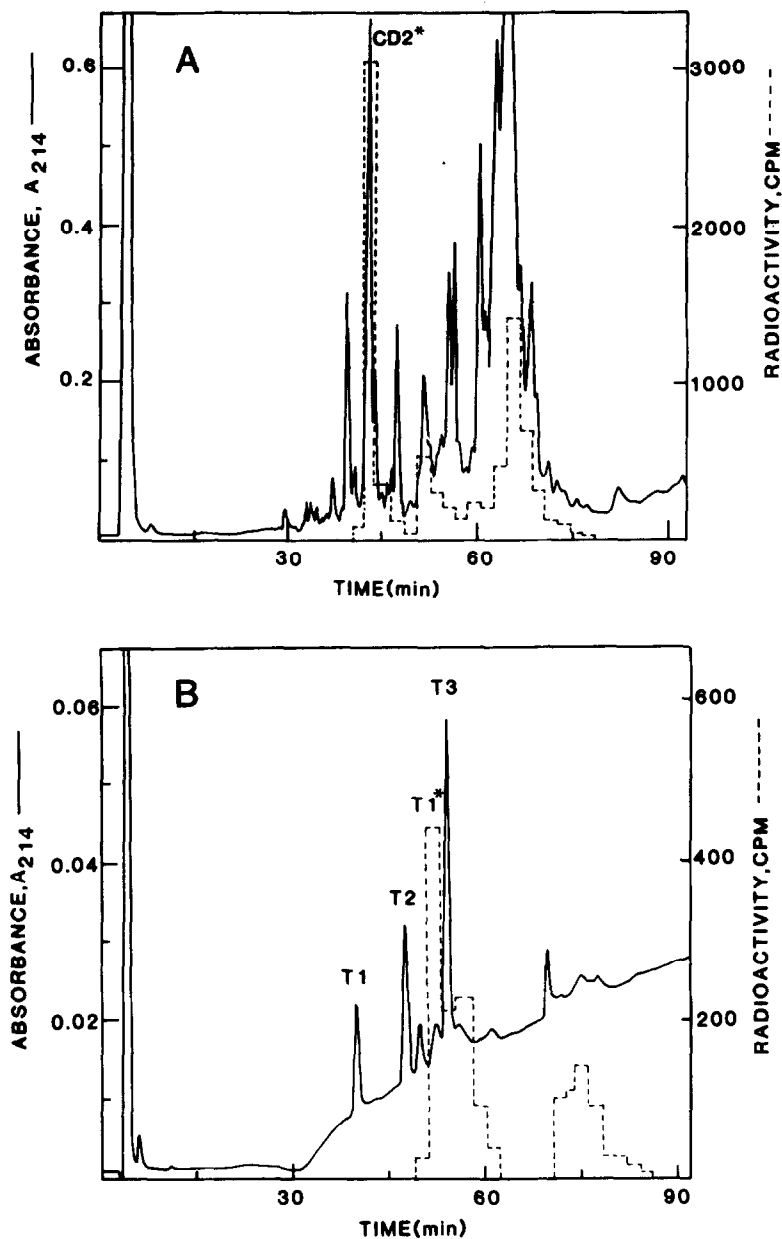 A
CD2*
0.6
0.4
0.2
ABSORBANCE, A214
3000
2000
1000
RADIOACTIVITY,CPM
30
60
90
TIME(min)
B
T3
T1*
T2
T1
0.06
0.04
0.02
ABSORBANCE,A214
600
400
200
RADIOACTIVITY,CPM
30
60
90
TIME(min)